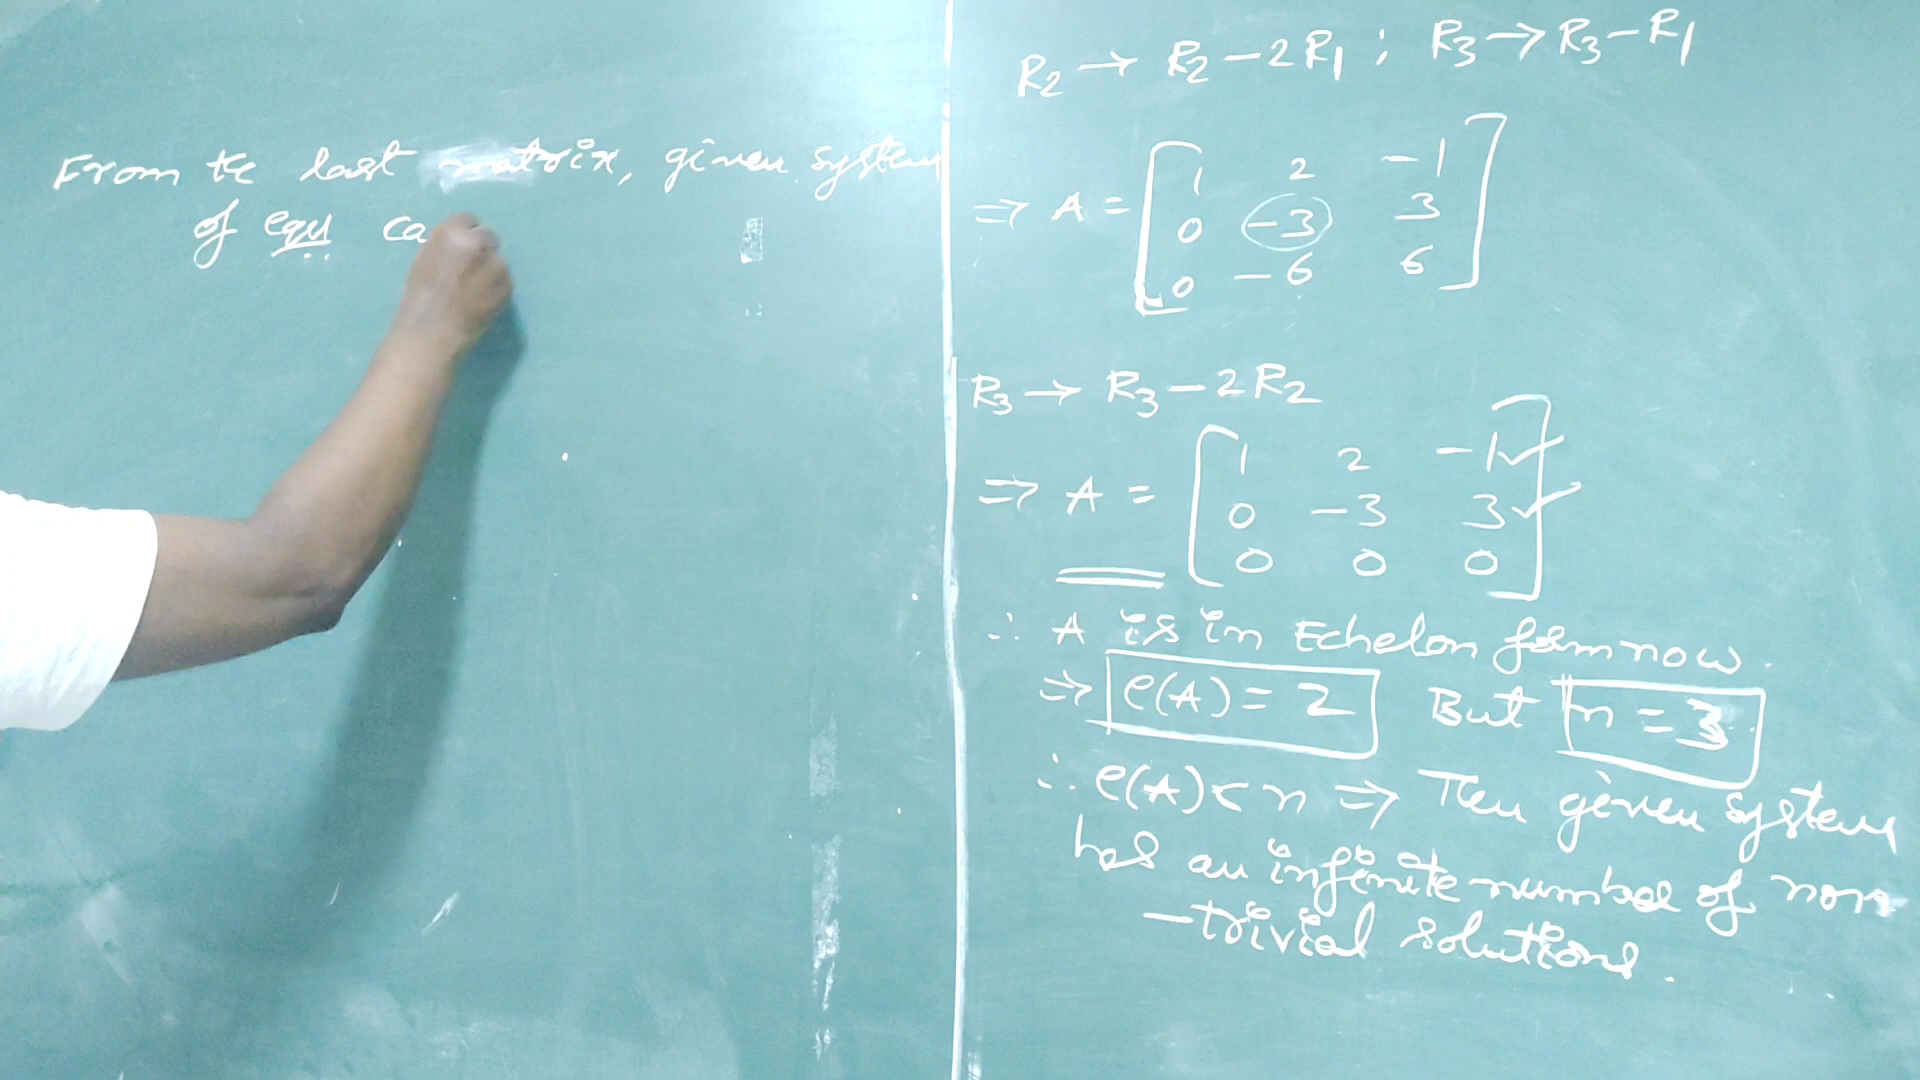 From the last matrix, given system
of equ ca
R2 → R2 - 2R1 ; R3 → R3 - R1
⇒ A = [1 2 -1
0 -3 3
0 -6 6]
R3 → R3 - 2R2
⇒ A = [1 2 -1 ✓
0 -3 3 ✓
0 0 0]
∴ A is in Echelon form now.
⇒ ρ(A) = 2 But n = 3
∴ ρ(A) < n ⇒ The given system
has an infinite number of non
-trivial solutions.